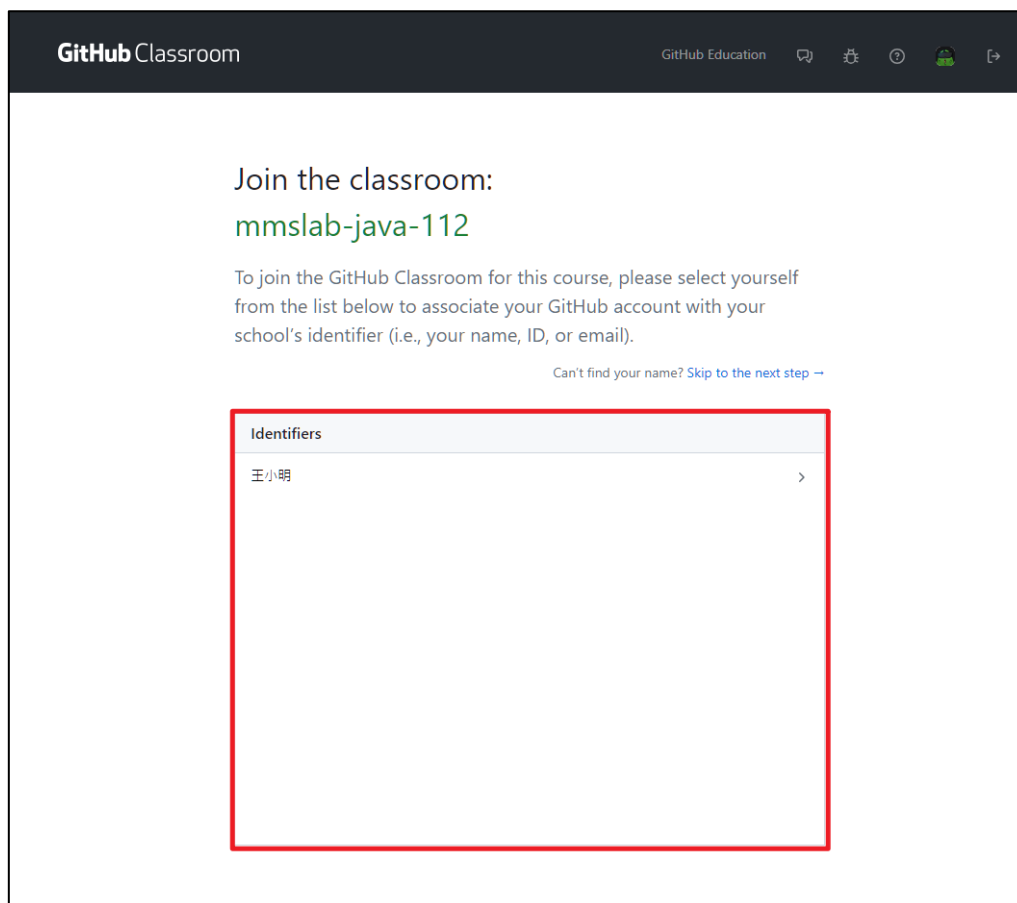 GitHub Classroom
GitHub Education
Join the classroom:
mmslab-java-112
To join the GitHub Classroom for this course, please select yourself
from the list below to associate your GitHub account with your
school's identifier (i.e., your name, ID, or email).
Can't find your name? Skip to the next step →
Identifiers
王小明